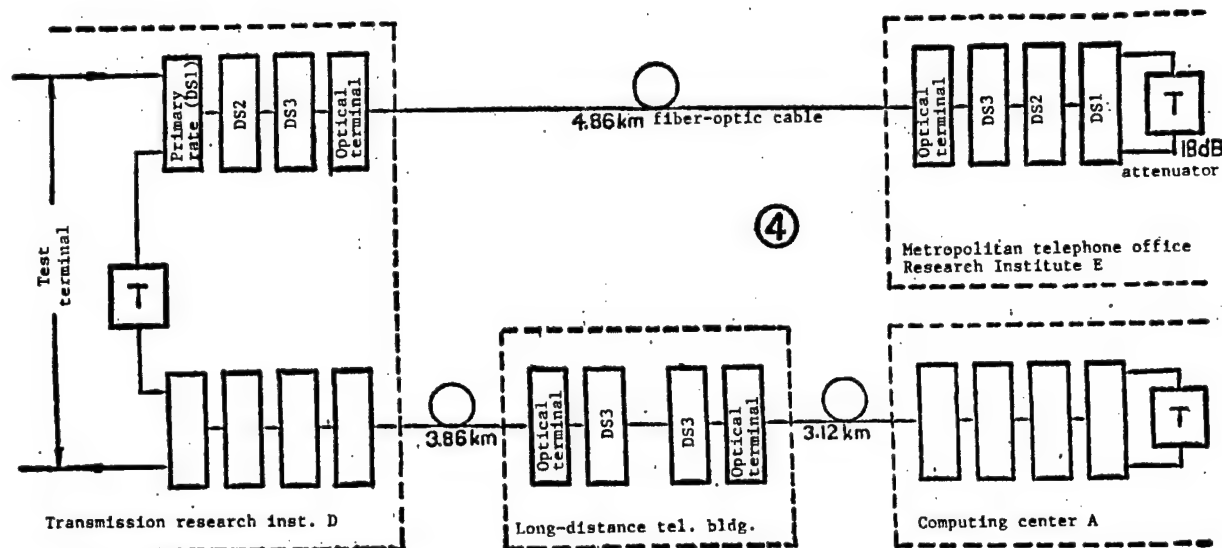 Primary
rate (DS1)
DS2
DS3
Optical
terminal
4.86km fiber-optic cable
Optical
terminal
DS3
DS2
DS1
T
18dB
attenuator
Test
terminal
T
④
Metropolitan telephone office
Research Institute E
3.86km
Optical
terminal
DS3
DS3
Optical
terminal
3.12km
T
Transmission research inst. D
Long-distance tel. bldg.
Computing center A